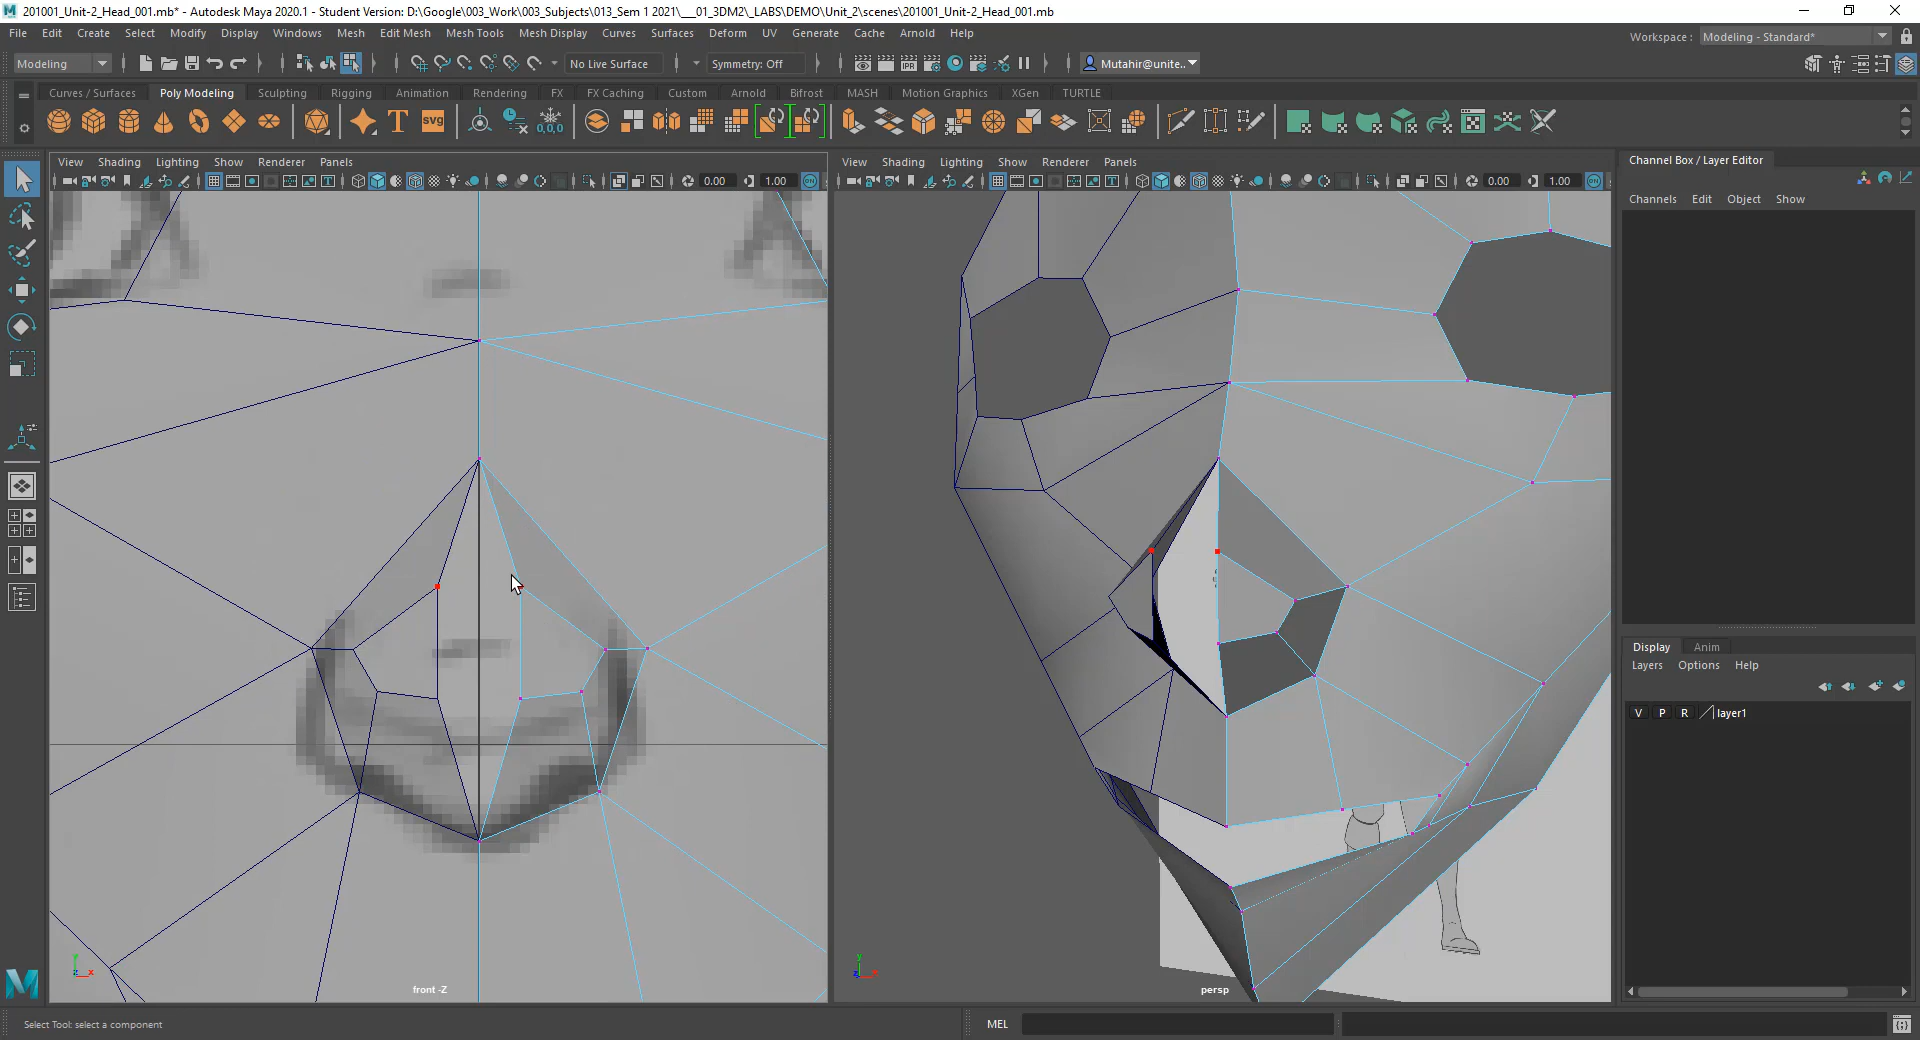 201001_Unit-2_Head_001.mb* - Autodesk Maya 2020.1 - Student Version: D:\Google\003_Work\003_Subjects\013_Sem 1 2021\___01_3DM2\_LABS\DEMO\Unit_2\scenes\201001_Unit-2_Head_001.mb
File Edit Create Select Modify Display Windows Mesh Edit Mesh Mesh Tools Mesh Display Curves Surfaces Deform UV Generate Cache Arnold Help
Workspace : Modeling - Standard*
Modeling No Live Surface Symmetry: Off Mutahir@unite..
Curves / Surfaces Poly Modeling Sculpting Rigging Animation Rendering FX FX Caching Custom Arnold Bifrost MASH Motion Graphics XGen TURTLE
T svg 0,0,0
View Shading Lighting Show Renderer Panels
0.00 1.00
View Shading Lighting Show Renderer Panels
0.00 1.00
Channel Box / Layer Editor
Channels Edit Object Show
Display Anim
Layers Options Help
V P R layer1
y x z
front -Z
y x z
persp
Select Tool: select a component
MEL